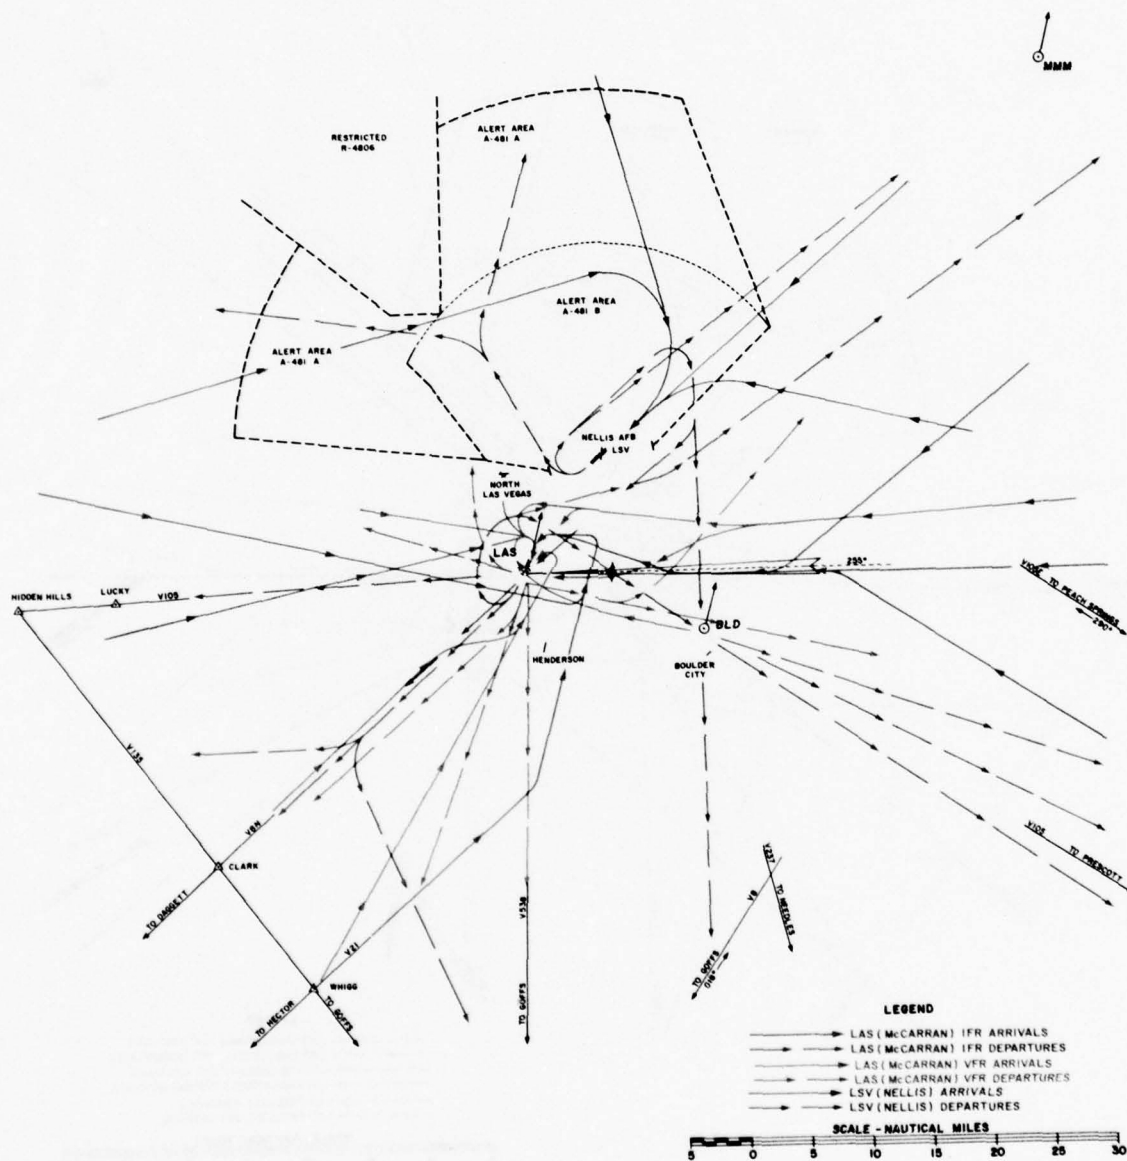 MMM
RESTRICTED
R-4806
ALERT AREA
A-481 A
ALERT AREA
A-481 B
ALERT AREA
A-481 A
NELLIS AFB
LSV
NORTH
LAS VEGAS
LAS
255°
HIDDEN HILLS
LUCKY
V105
V105E TO PEACH SPRINGS
290°
BLD
HENDERSON
BOULDER
CITY
V135
V8N
CLARK
TO DAGGETT
V105 TO PRESCOTT
V237 TO NEEDLES
V8
V538
V21
TO GOFFS
016°
WHIGG
TO HECTOR
TO GOFFS
TO GOFFS
LEGEND
LAS (McCARRAN) IFR ARRIVALS
LAS (McCARRAN) IFR DEPARTURES
LAS (McCARRAN) VFR ARRIVALS
LAS (McCARRAN) VFR DEPARTURES
LSV (NELLIS) ARRIVALS
LSV (NELLIS) DEPARTURES
SCALE - NAUTICAL MILES
5 0 5 10 15 20 25 30